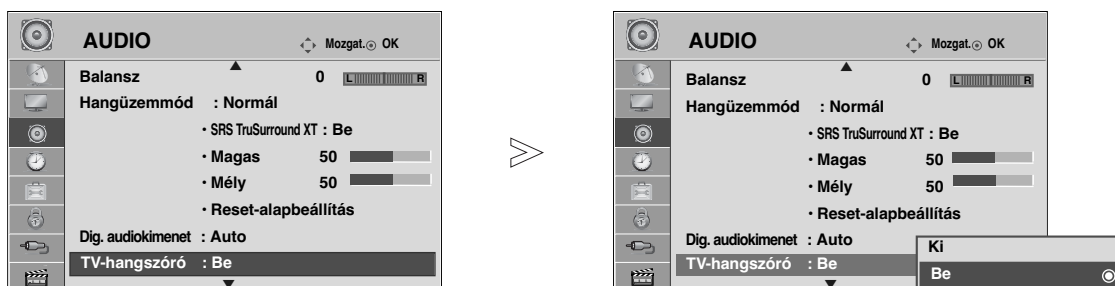 AUDIO Mozgat. OK
Balansz 0 L R
Hangüzemmód : Normál
• SRS TruSurround XT : Be
• Magas 50
• Mély 50
• Reset-alapbeállítás
Dig. audiokimenet : Auto
TV-hangszóró : Be
>
AUDIO Mozgat. OK
Balansz 0 L R
Hangüzemmód : Normál
• SRS TruSurround XT : Be
• Magas 50
• Mély 50
• Reset-alapbeállítás
Dig. audiokimenet : Auto
TV-hangszóró : Be
Ki
Be